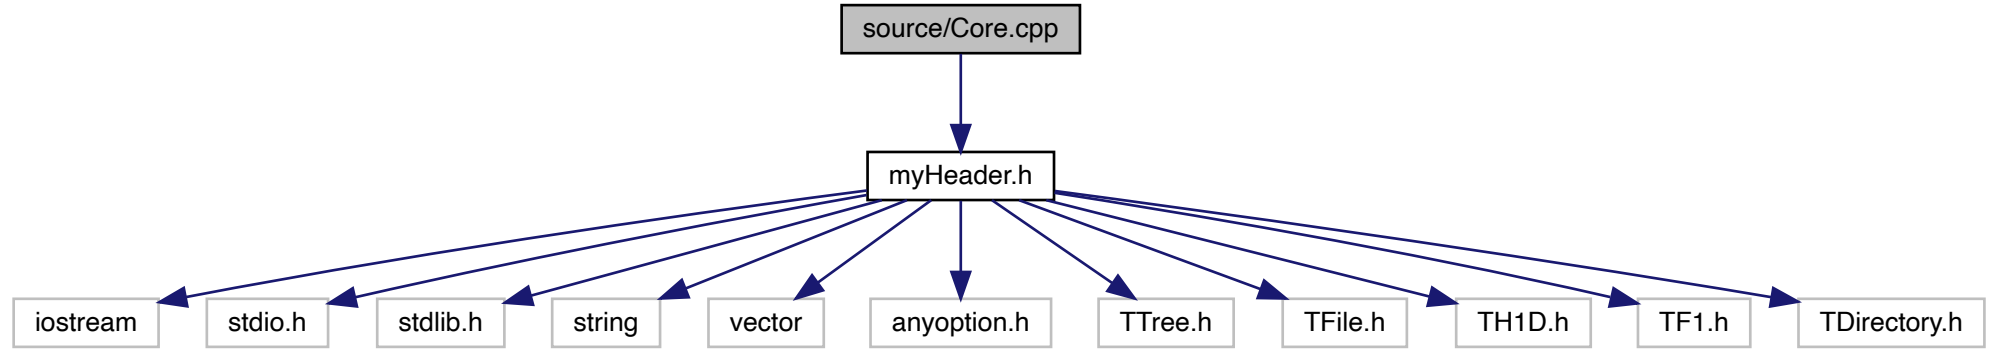 source/Core.cpp
myHeader.h
iostream
stdio.h
stdlib.h
string
vector
anyoption.h
TTree.h
TFile.h
TH1D.h
TF1.h
TDirectory.h